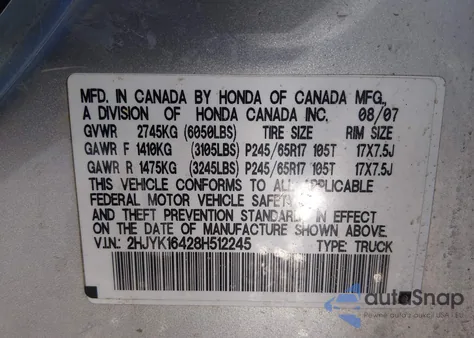 MFD. IN CANADA BY HONDA OF CANADA MFG.,
A DIVISION OF HONDA CANADA INC. 08/07
GVWR 2745KG (6050LBS) TIRE SIZE RIM SIZE
GAWR F 1410KG (3105LBS) P245/65R17 105T 17X7.5J
GAWR R 1475KG (3245LBS) P245/65R17 105T 17X7.5J
THIS VEHICLE CONFORMS TO ALL APPLICABLE
FEDERAL MOTOR VEHICLE SAFETY
AND THEFT PREVENTION STANDARD IN EFFECT
ON THE DATE OF MANUFACTURE SHOWN ABOVE.
V.I.N.: 2HJYK16428H512245 TYPE: TRUCK
autoSnap
Pewne auto z USA